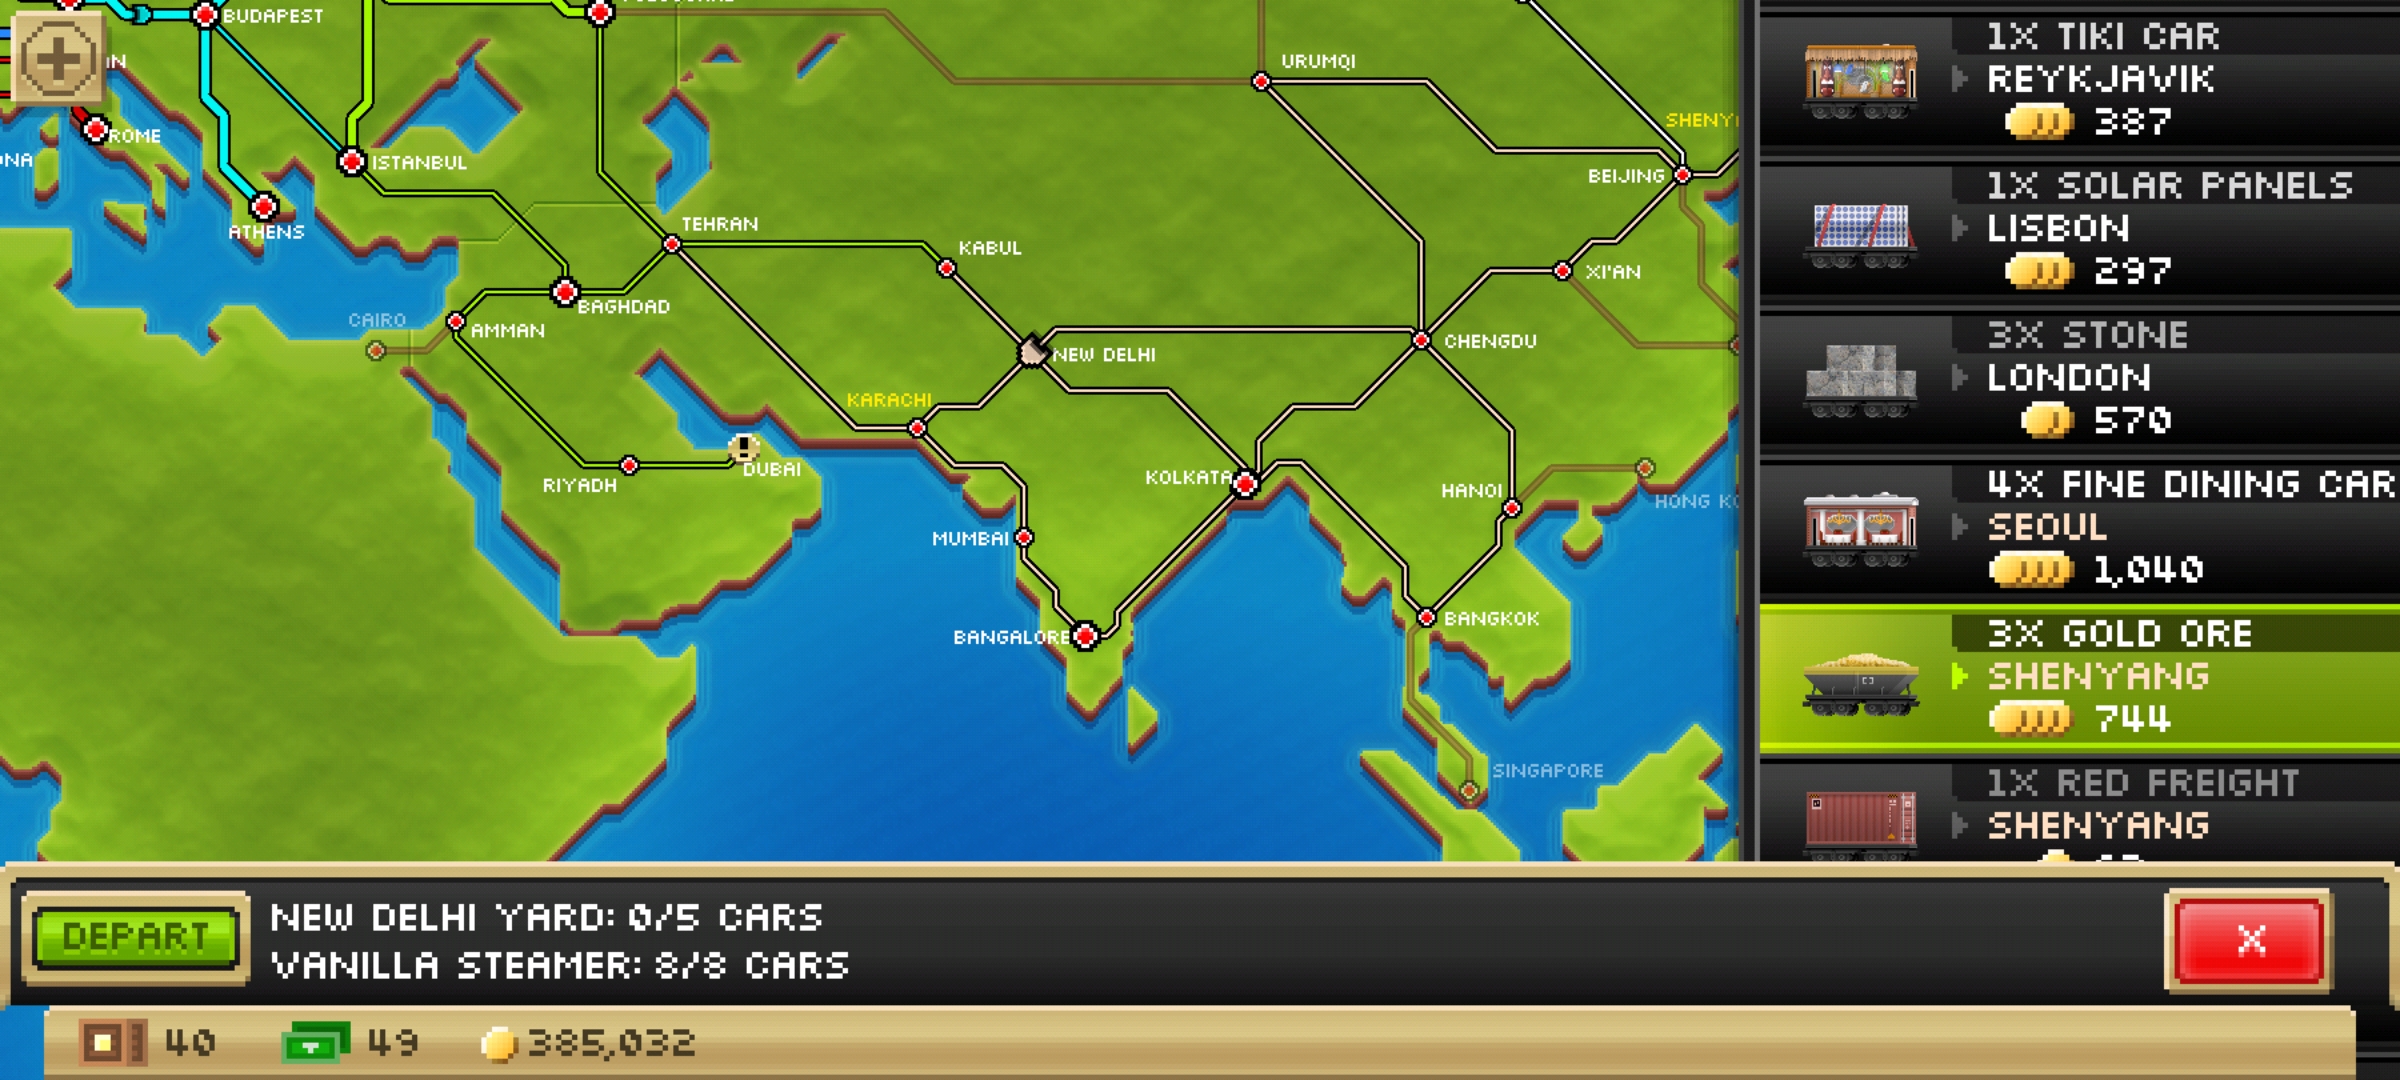 BUDAPEST
ROME
ISTANBUL
ATHENS
TEHRAN
KABUL
URUMQI
BEIJING
XI'AN
BAGHDAD
CAIRO
AMMAN
NEW DELHI
CHENGDU
KARACHI
DUBAI
RIYADH
KOLKATA
HANOI
MUMBAI
BANGALORE
BANGKOK
SINGAPORE
1X TIKI CAR
REYKJAVIK
387
1X SOLAR PANELS
LISBON
297
3X STONE
LONDON
570
4X FINE DINING CAR
SEOUL
1,040
3X GOLD ORE
SHENYANG
744
1X RED FREIGHT
SHENYANG
DEPART
NEW DELHI YARD: 0/5 CARS
VANILLA STEAMER: 8/8 CARS
X
40
49
385,032